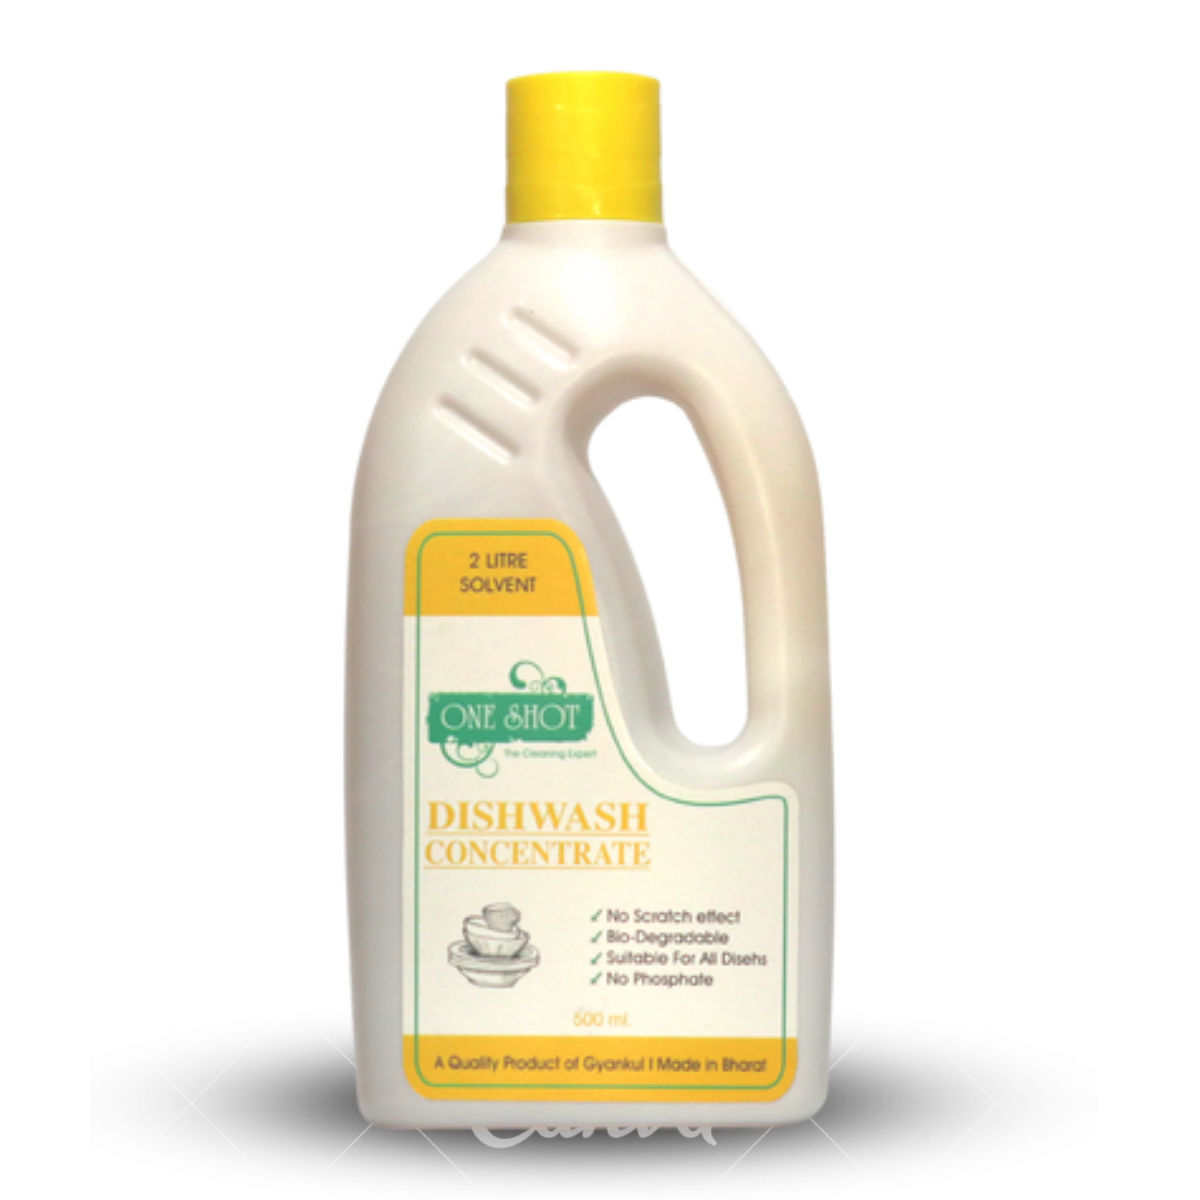 2 LITRE
SOLVENT
ONE SHOT
The Cleaning Expert
DISHWASH
CONCENTRATE
✓ No Scratch effect
✓ Bio-Degradable
✓ Suitable For All Disehs
✓ No Phosphate
500 ml.
A Quality Product of Gyankul I Made in Bharat
Canva